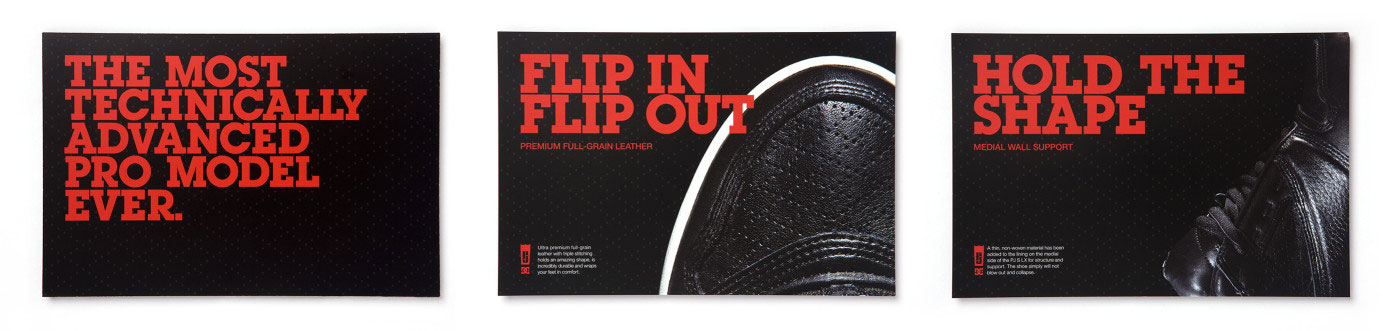 THE MOST
TECHNICALLY
ADVANCED
PRO MODEL
EVER.
FLIP IN
FLIP OUT
PREMIUM FULL-GRAIN LEATHER
Ultra premium full-grain
leather with triple stitching
holds an amazing shape, is
incredibly durable and wraps
your feet in comfort.
HOLD THE
SHAPE
MEDIAL WALL SUPPORT
A thin, non-woven material has been
added to the lining on the medial
side of the PJ S LX for structure and
support. The shoe simply will not
blow out and collapse.